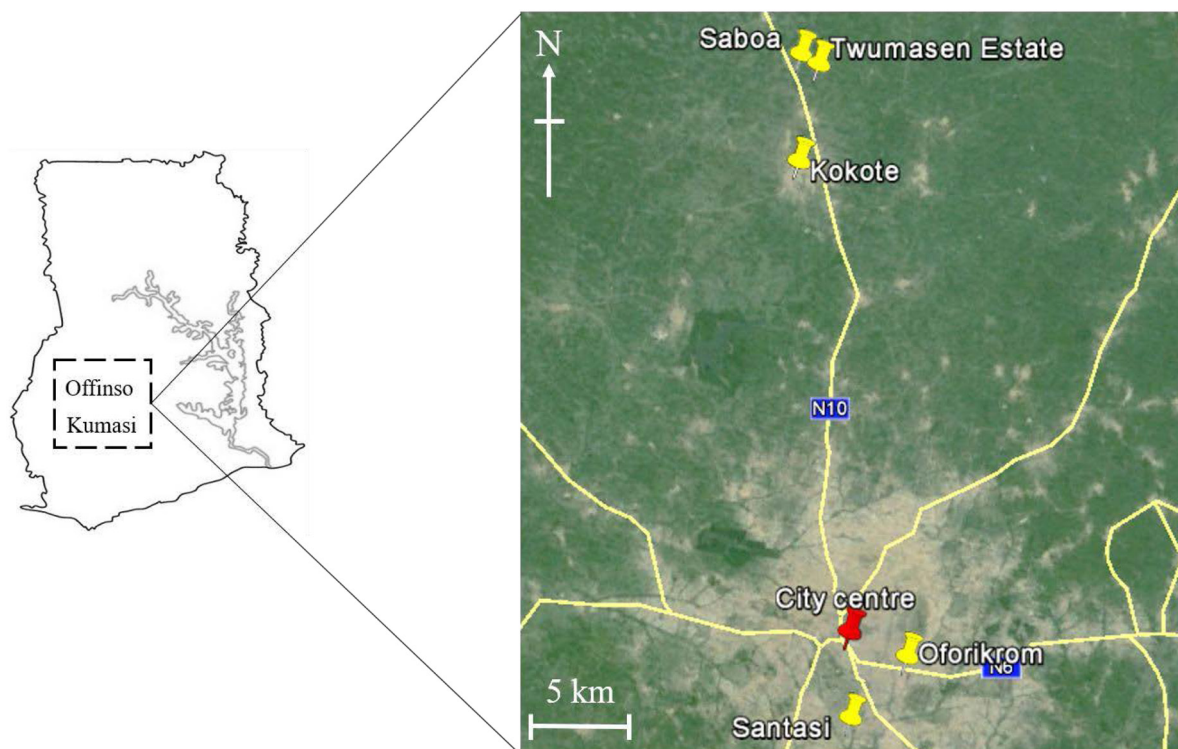 Offinso
Kumasi
N
Saboa
Twumasen Estate
Kokote
N10
City centre
Oforikrom
N6
5 km
Santasi